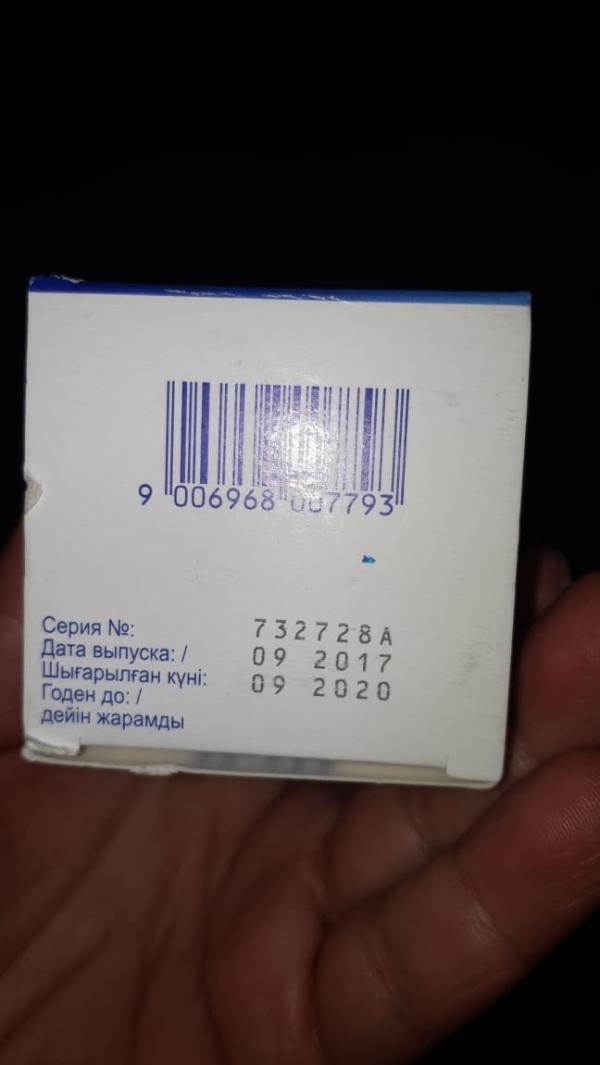 9 006968 007793
Серия №: 732728A
Дата выпуска: / 09 2017
Шығарылған күні: 09 2020
Годен до: /
дейін жарамды